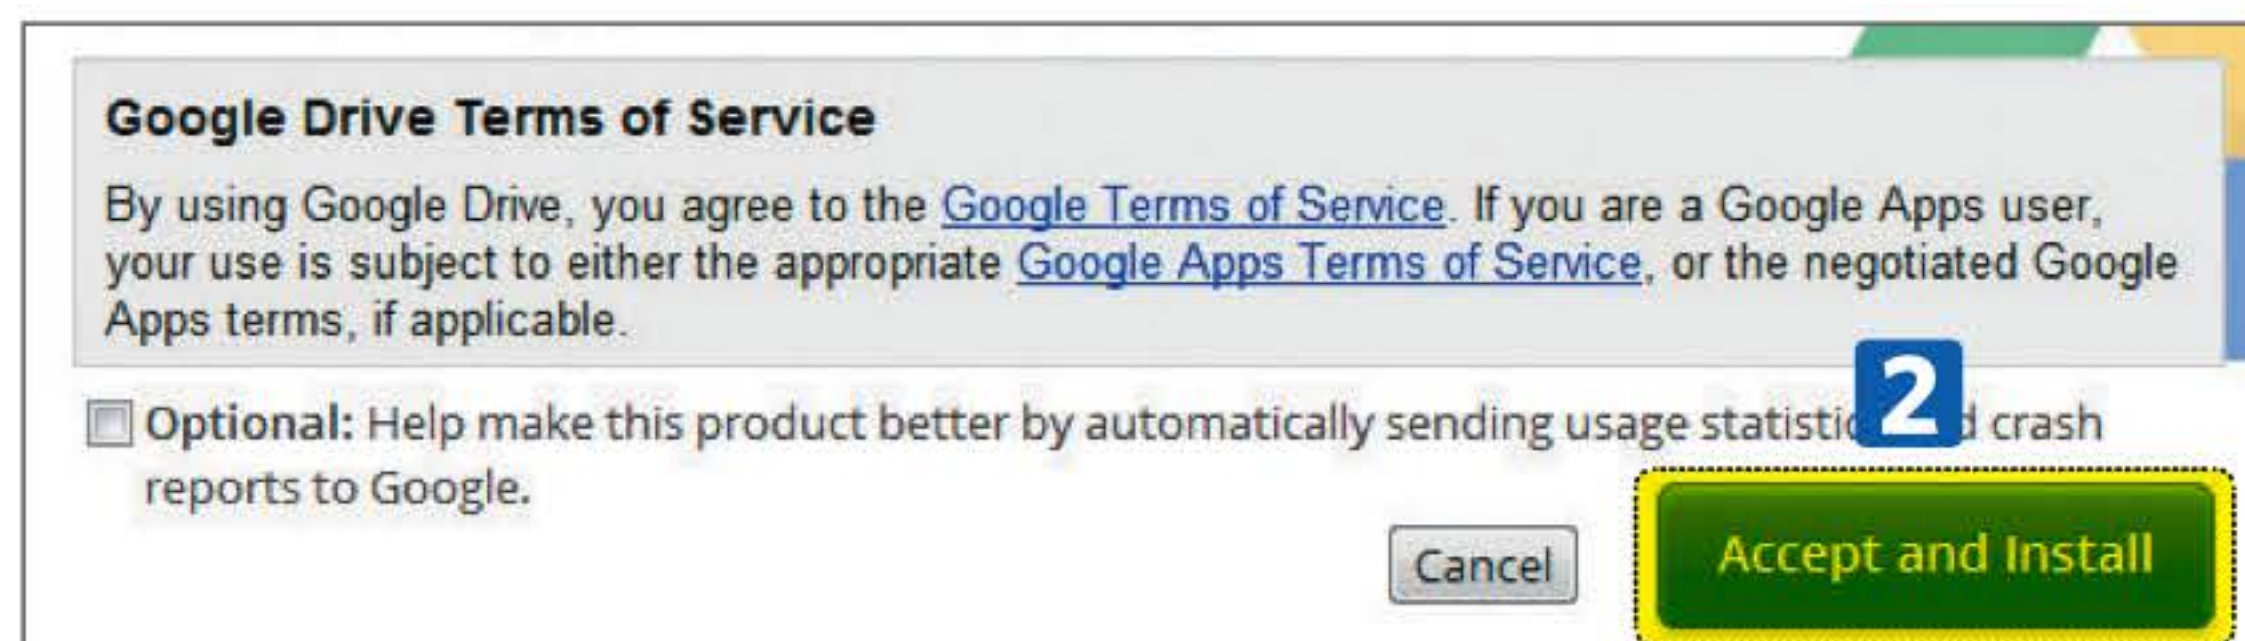 Google Drive Terms of Service
By using Google Drive, you agree to the Google Terms of Service. If you are a Google Apps user,
your use is subject to either the appropriate Google Apps Terms of Service, or the negotiated Google
Apps terms, if applicable.
2
Optional: Help make this product better by automatically sending usage statistic d crash
reports to Google.
Cancel
Accept and Install